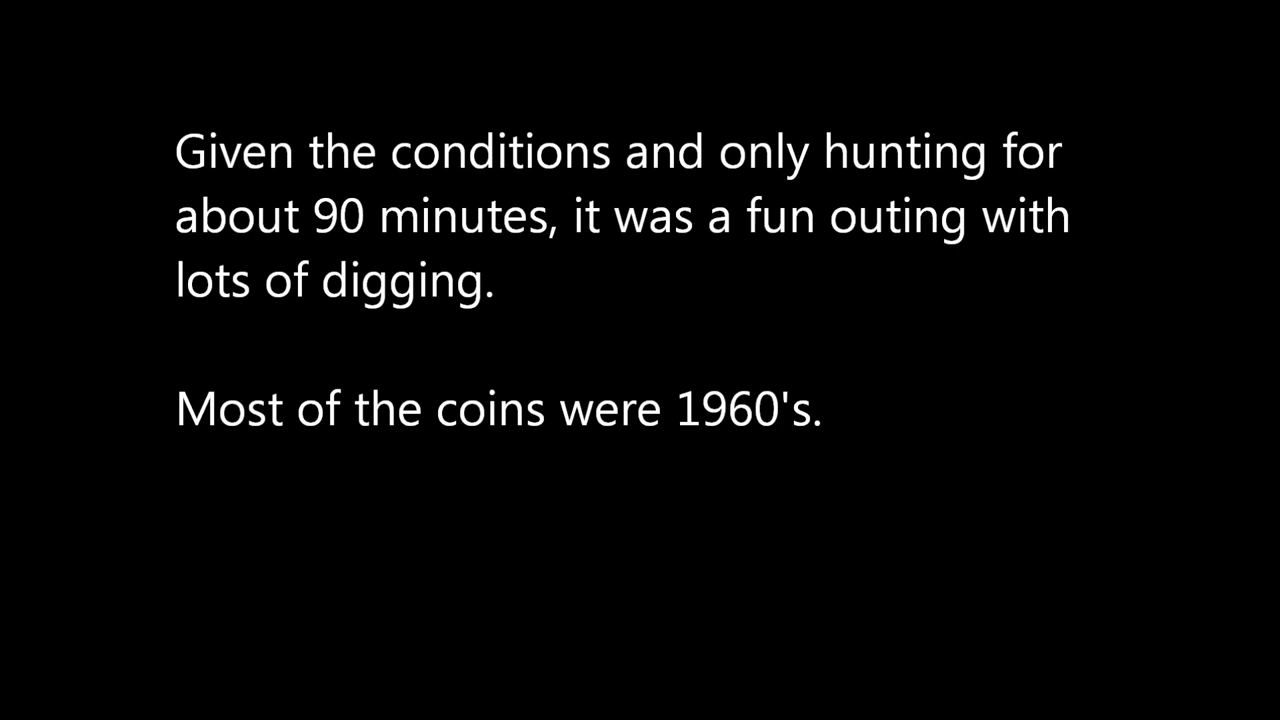 Given the conditions and only hunting for
about 90 minutes, it was a fun outing with
lots of digging.
Most of the coins were 1960's.